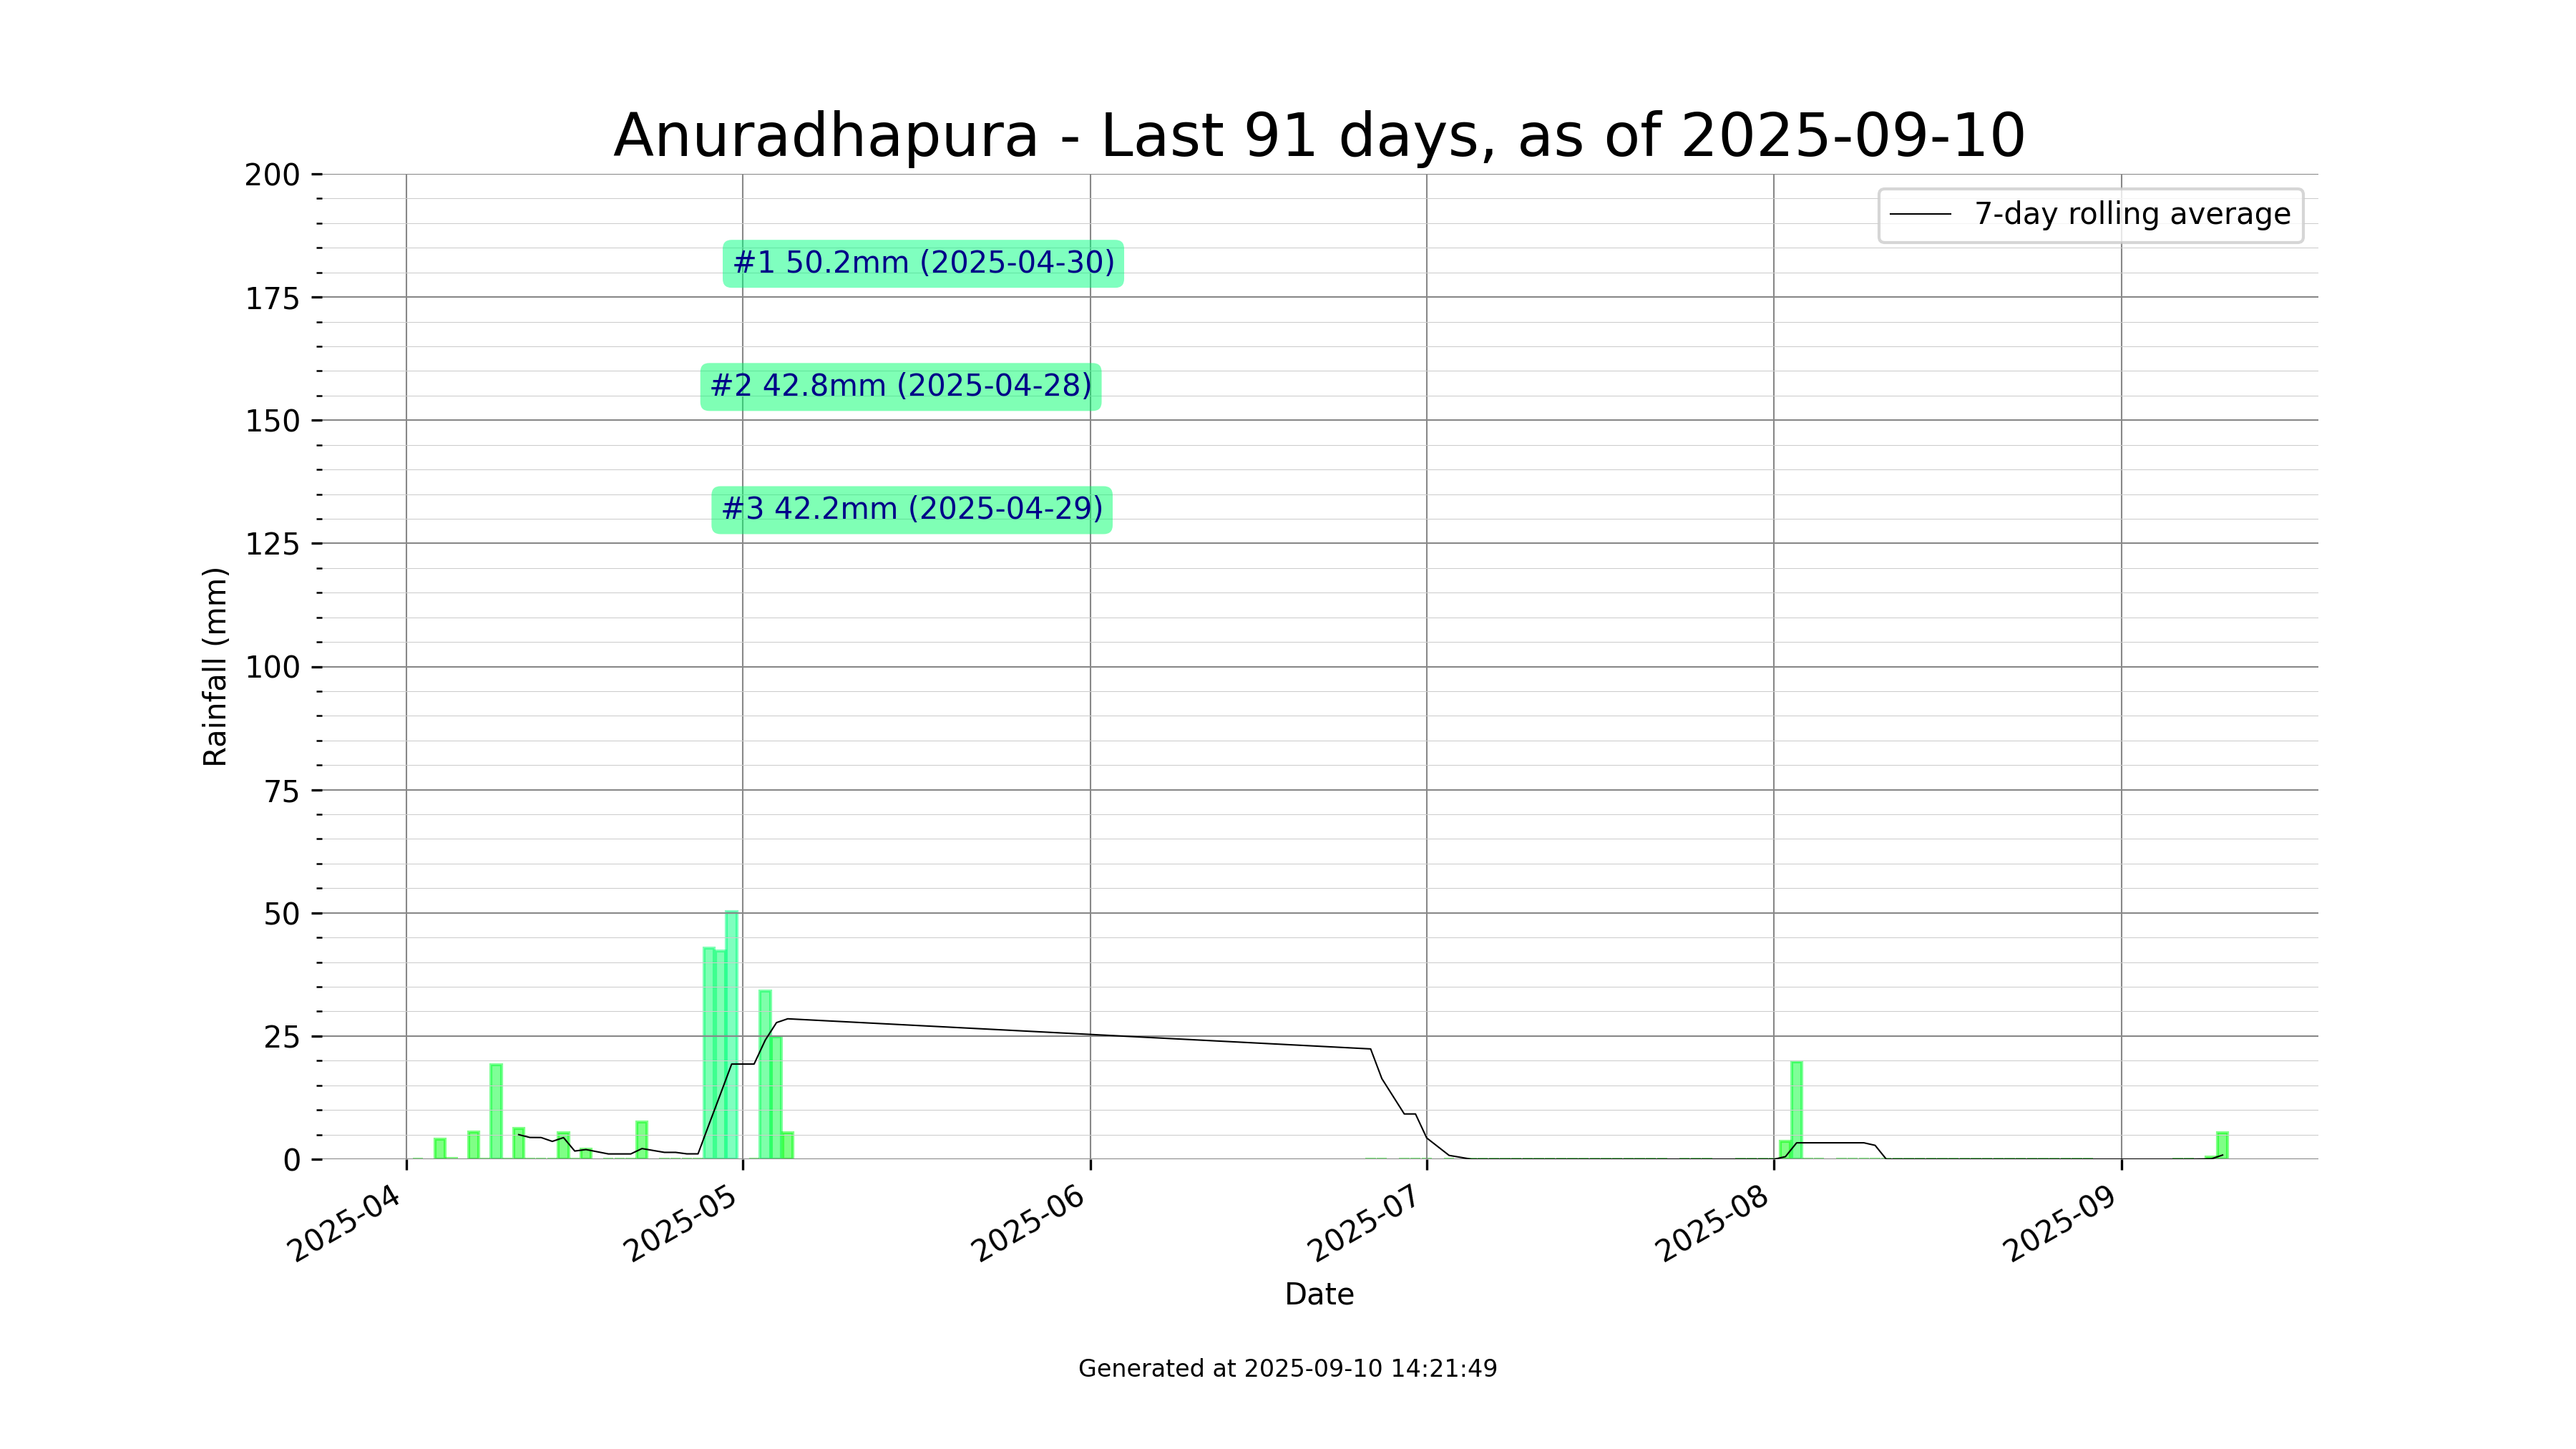 Anuradhapura - Last 91 days, as of 2025-09-10
7-day rolling average
#1 50.2mm (2025-04-30)
#2 42.8mm (2025-04-28)
#3 42.2mm (2025-04-29)
Rainfall (mm)
200
175
150
125
100
75
50
25
0
2025-04
2025-05
2025-06
2025-07
2025-08
2025-09
Date
Generated at 2025-09-10 14:21:49